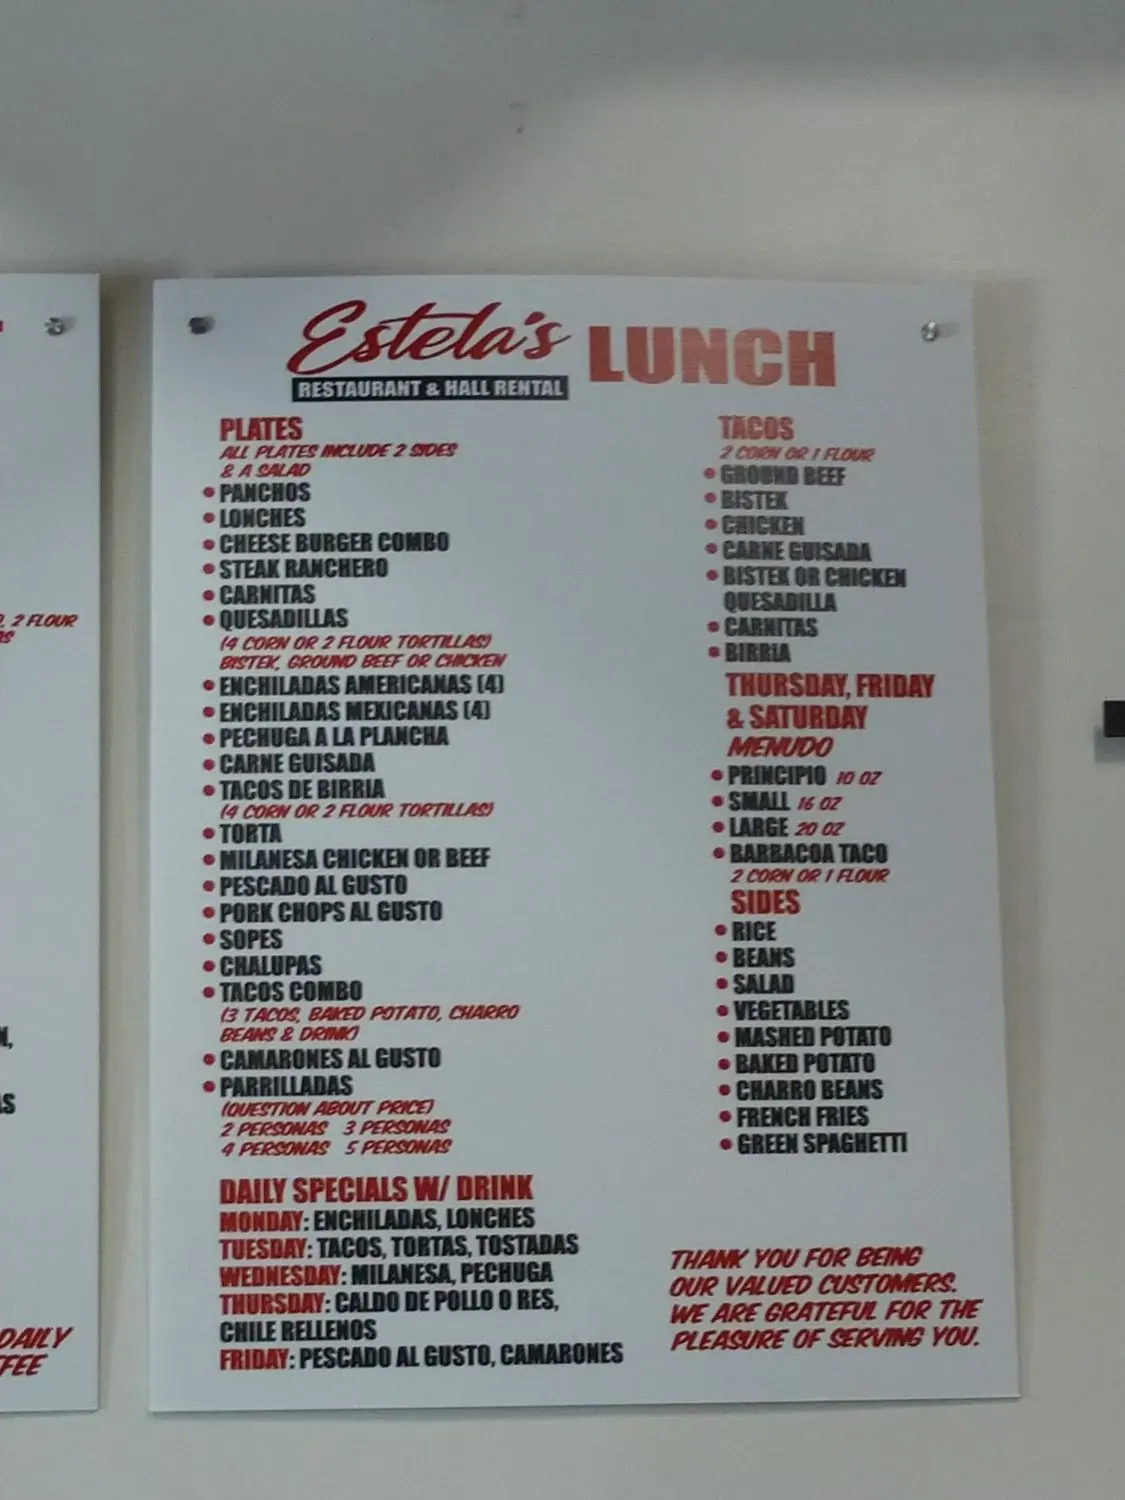 Estela's LUNCH
RESTAURANT & HALL RENTAL
PLATES
ALL PLATES INCLUDE 2 SIDES
& A SALAD
• PANCHOS
• LONCHES
• CHEESE BURGER COMBO
• STEAK RANCHERO
• CARNITAS
• QUESADILLAS
(4 CORN OR 2 FLOUR TORTILLAS)
BISTEK, GROUND BEEF OR CHICKEN
• ENCHILADAS AMERICANAS (4)
• ENCHILADAS MEXICANAS (4)
• PECHUGA A LA PLANCHA
• CARNE GUISADA
• TACOS DE BIRRIA
(4 CORN OR 2 FLOUR TORTILLAS)
• TORTA
• MILANESA CHICKEN OR BEEF
• PESCADO AL GUSTO
• PORK CHOPS AL GUSTO
• SOPES
• CHALUPAS
• TACOS COMBO
(3 TACOS, BAKED POTATO, CHARRO
BEANS & DRINK)
• CAMARONES AL GUSTO
• PARRILLADAS
(QUESTION ABOUT PRICE)
2 PERSONAS 3 PERSONAS
4 PERSONAS 5 PERSONAS
DAILY SPECIALS W/ DRINK
MONDAY: ENCHILADAS, LONCHES
TUESDAY: TACOS, TORTAS, TOSTADAS
WEDNESDAY: MILANESA, PECHUGA
THURSDAY: CALDO DE POLLO O RES,
CHILE RELLENOS
FRIDAY: PESCADO AL GUSTO, CAMARONES
TACOS
2 CORN OR 1 FLOUR
• GROUND BEEF
• BISTEK
• CHICKEN
• CARNE GUISADA
• BISTEK OR CHICKEN
QUESADILLA
• CARNITAS
• BIRRIA
THURSDAY, FRIDAY
& SATURDAY
MENUDO
• PRINCIPIO 10 OZ
• SMALL 16 OZ
• LARGE 20 OZ
• BARBACOA TACO
2 CORN OR 1 FLOUR
SIDES
• RICE
• BEANS
• SALAD
• VEGETABLES
• MASHED POTATO
• BAKED POTATO
• CHARRO BEANS
• FRENCH FRIES
• GREEN SPAGHETTI
THANK YOU FOR BEING
OUR VALUED CUSTOMERS.
WE ARE GRATEFUL FOR THE
PLEASURE OF SERVING YOU.
, 2 FLOUR
DAILY